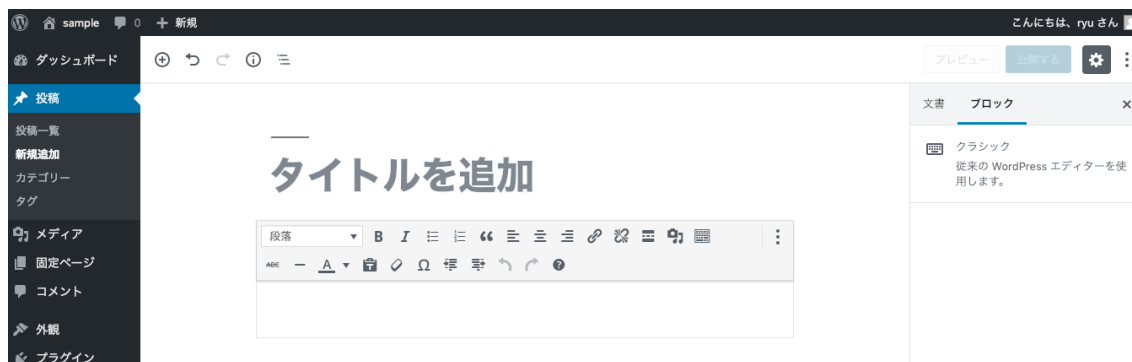 sample 0 新規
こんにちは、ryu さん
ダッシュボード
プレビュー 公開する
投稿
投稿一覧
新規追加
カテゴリー
タグ
メディア
固定ページ
コメント
外観
プラグイン
タイトルを追加
段落 B I
ABC A Ω
文書 ブロック
クラシック
従来の WordPress エディターを使
用します。